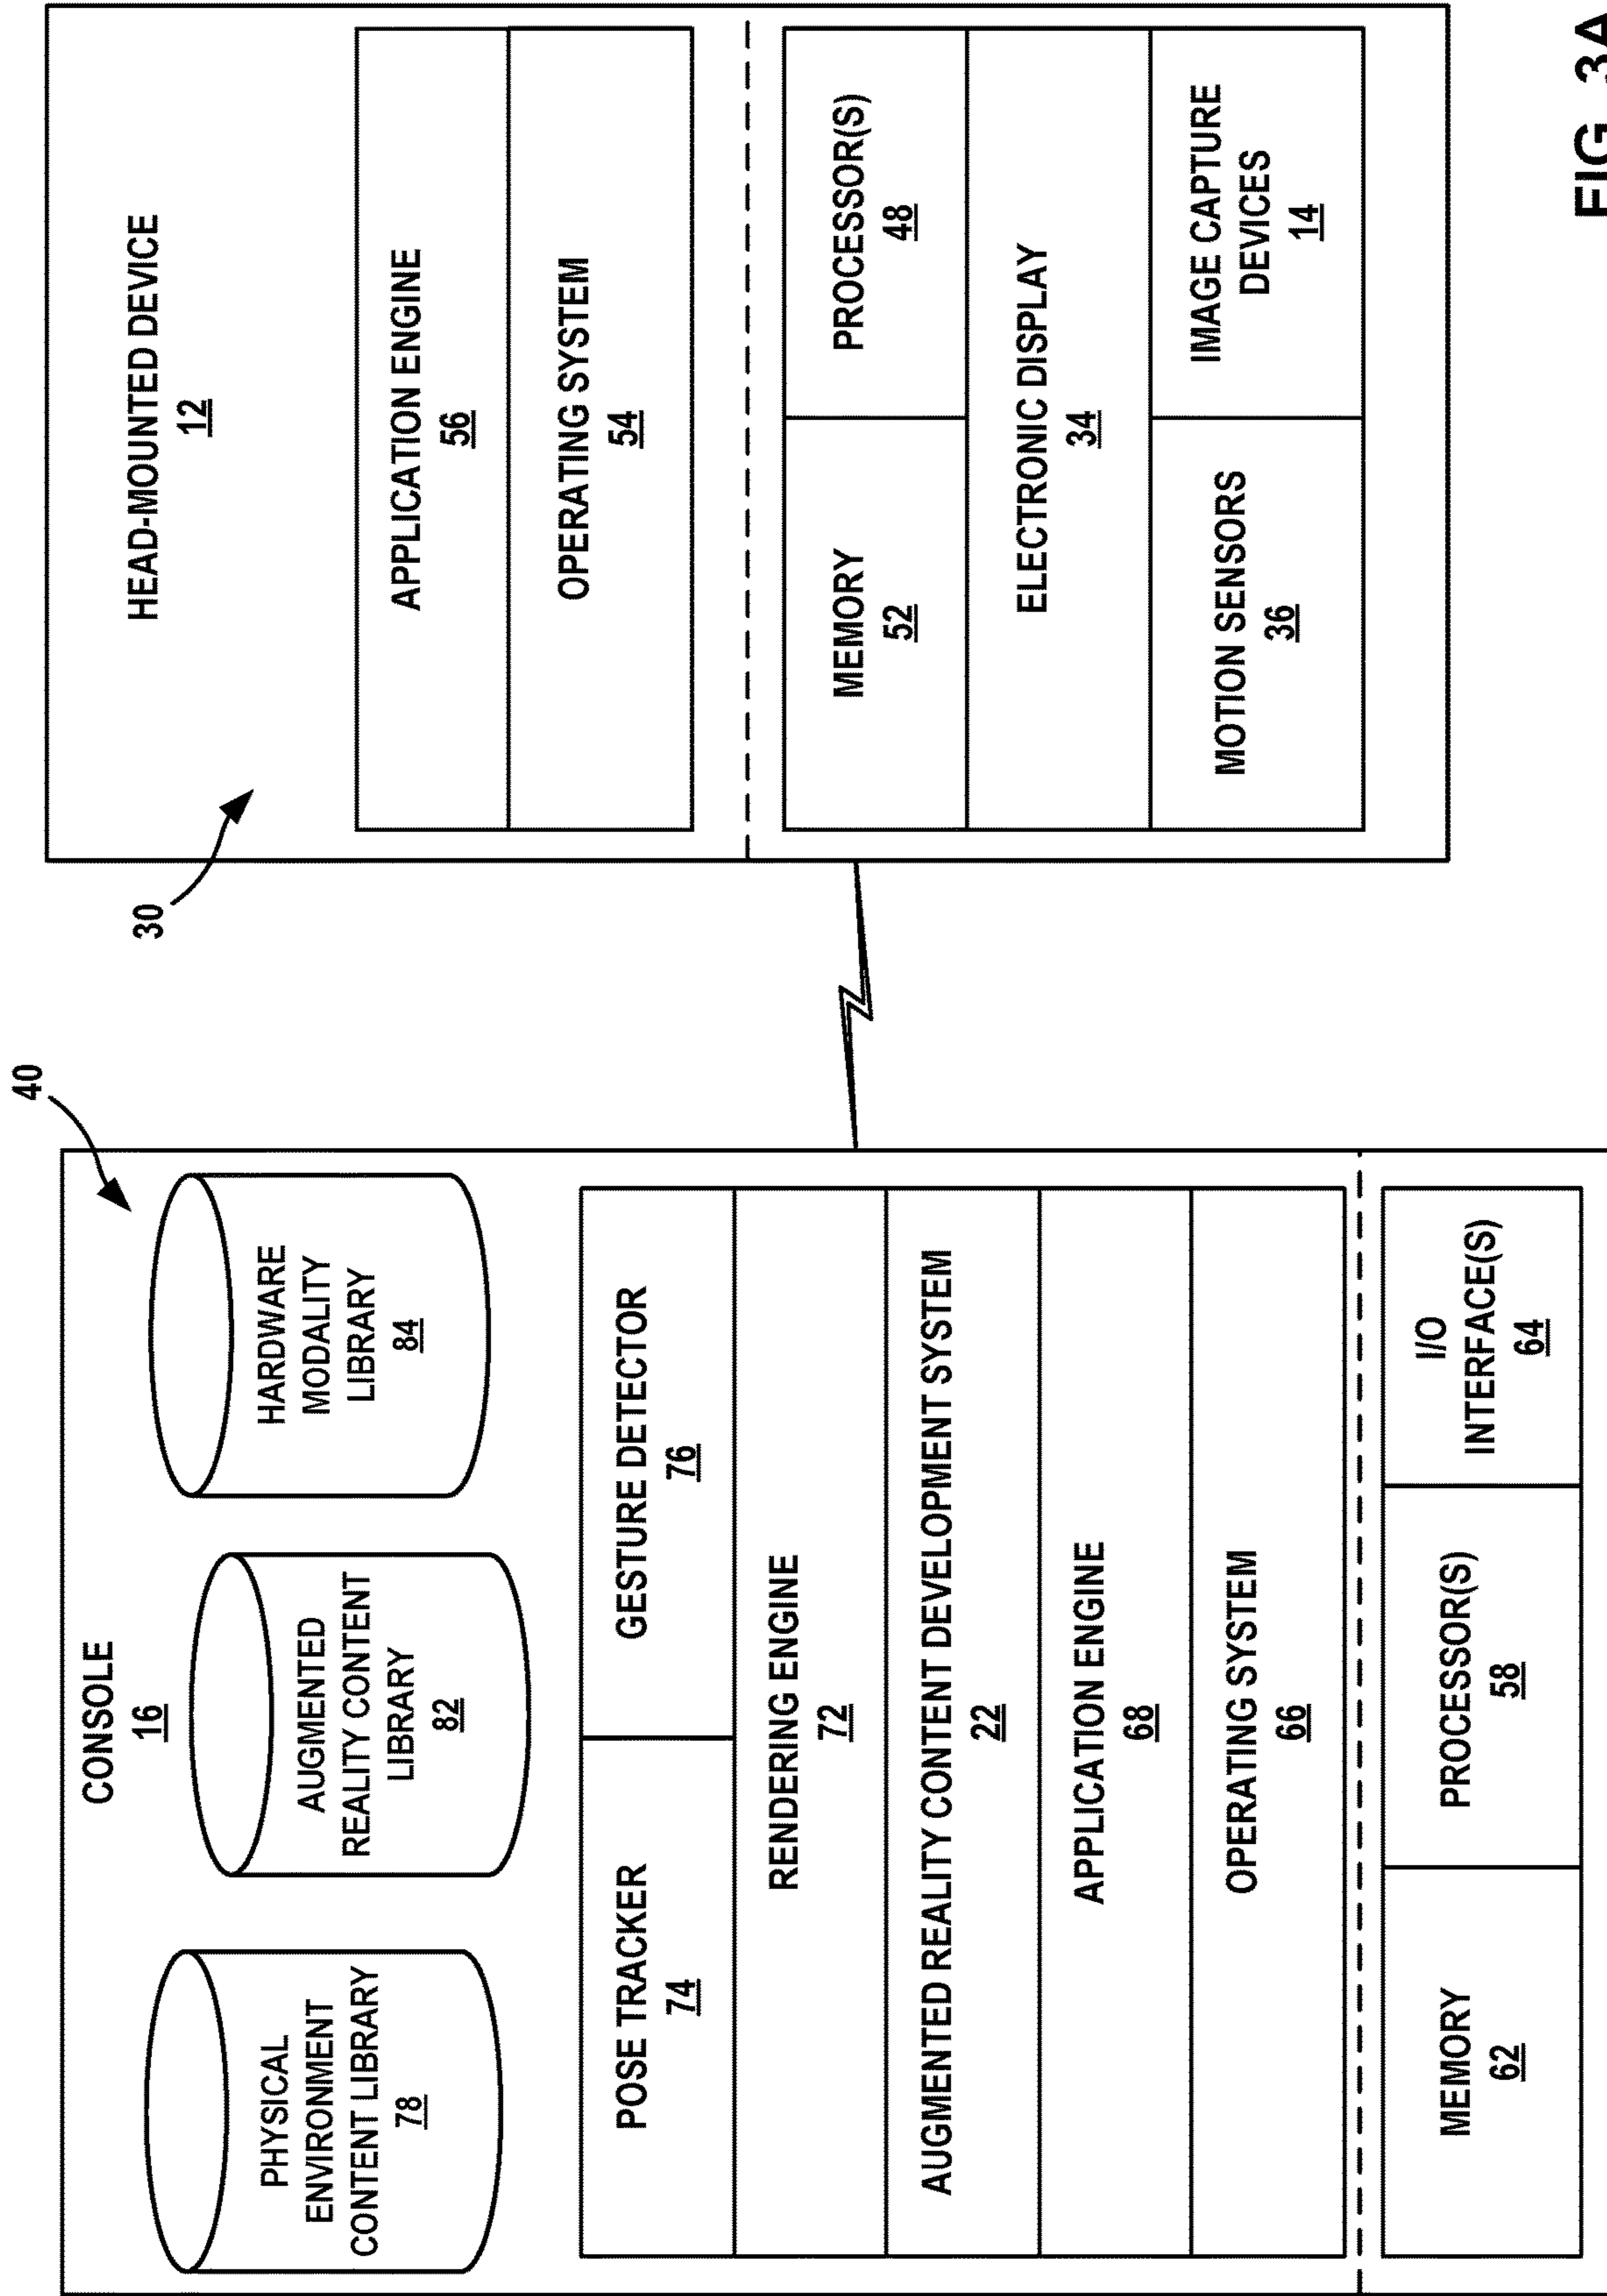 40
CONSOLE
16
PHYSICAL
ENVIRONMENT
CONTENT LIBRARY
78
AUGMENTED
REALITY CONTENT
LIBRARY
82
HARDWARE
MODALITY
LIBRARY
84
POSE TRACKER
74
GESTURE DETECTOR
76
RENDERING ENGINE
72
AUGMENTED REALITY CONTENT DEVELOPMENT SYSTEM
22
APPLICATION ENGINE
68
OPERATING SYSTEM
66
MEMORY
62
PROCESSOR(S)
58
I/O
INTERFACE(S)
64
30
HEAD-MOUNTED DEVICE
12
APPLICATION ENGINE
56
OPERATING SYSTEM
54
MEMORY
52
PROCESSOR(S)
48
ELECTRONIC DISPLAY
34
MOTION SENSORS
36
IMAGE CAPTURE
DEVICES
14
FIG. 3A